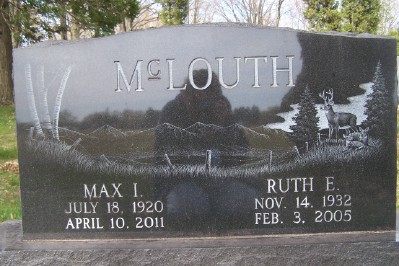 McLOUTH
MAX I.
JULY 18, 1920
APRIL 10, 2011
RUTH E.
NOV. 14, 1932
FEB. 3, 2005